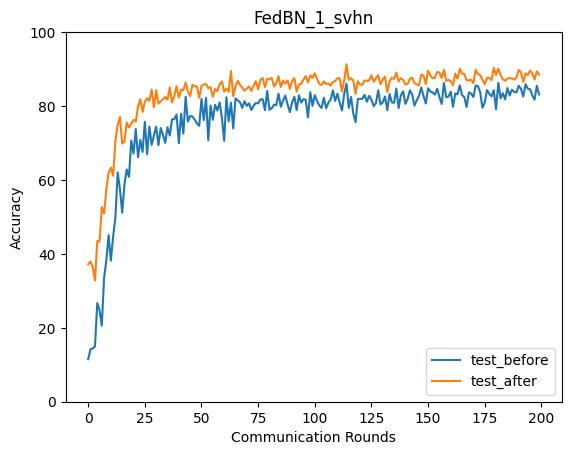 FedBN_1_svhn
100
80
60
40
20
0
Accuracy
0 25 50 75 100 125 150 175 200
Communication Rounds
test_before
test_after